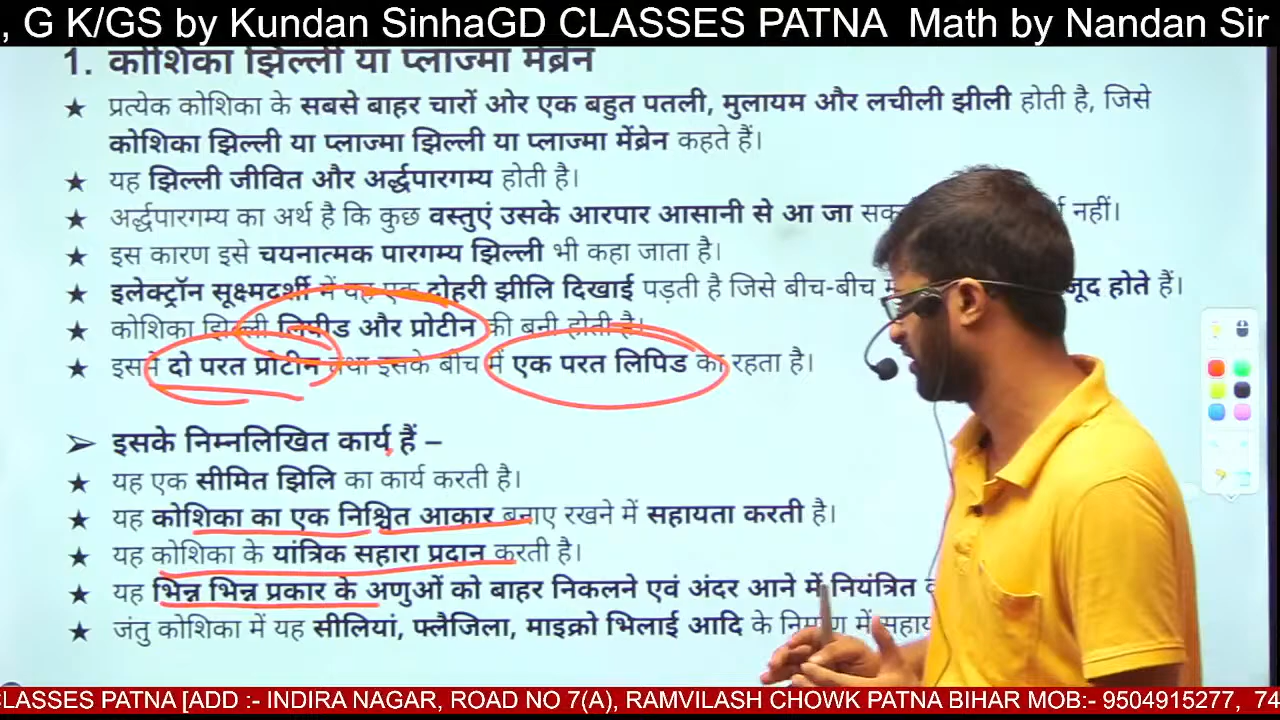 , G K/GS by Kundan SinhaGD CLASSES PATNA Math by Nandan Sir
1. कोशिका झिल्ली या प्लाज्मा मेंब्रेन
★ प्रत्येक कोशिका के सबसे बाहर चारों ओर एक बहुत पतली, मुलायम और लचीली झीली होती है, जिसे
कोशिका झिल्ली या प्लाज्मा झिल्ली या प्लाज्मा मेंब्रेन कहते हैं।
★ यह झिल्ली जीवित और अर्द्धपारगम्य होती है।
★ अर्द्धपारगम्य का अर्थ है कि कुछ वस्तुएं उसके आरपार आसानी से आ जा नहीं।
★ इस कारण इसे चयनात्मक पारगम्य झिल्ली भी कहा जाता है।
★ इलेक्ट्रॉन सूक्ष्मदर्शी में वह एक दोहरी झीलि दिखाई पड़ती है जिसे बीच-बीच होते हैं।
★ कोशिका झिल्ली लिपीड और प्रोटीन की बनी होती है।
★ इसमें दो परत प्रोटीन तथा इसके बीच में एक परत लिपिड का रहता है।
➢ इसके निम्नलिखित कार्य हैं –
★ यह एक सीमित झिलि का कार्य करती है।
★ यह कोशिका का एक निश्चित आकार बनाए रखने में सहायता करती है।
★ यह कोशिका के यांत्रिक सहारा प्रदान करती है।
★ यह भिन्न भिन्न प्रकार के अणुओं को बाहर निकलने एवं अंदर आने में नियंत्रित
★ जंतु कोशिका में यह सीलियां, फ्लैजिला, माइक्रो भिलाई आदि के निर्माण में
CLASSES PATNA [ADD :- INDIRA NAGAR, ROAD NO 7(A), RAMVILASH CHOWK PATNA BIHAR MOB:- 9504915277, 74